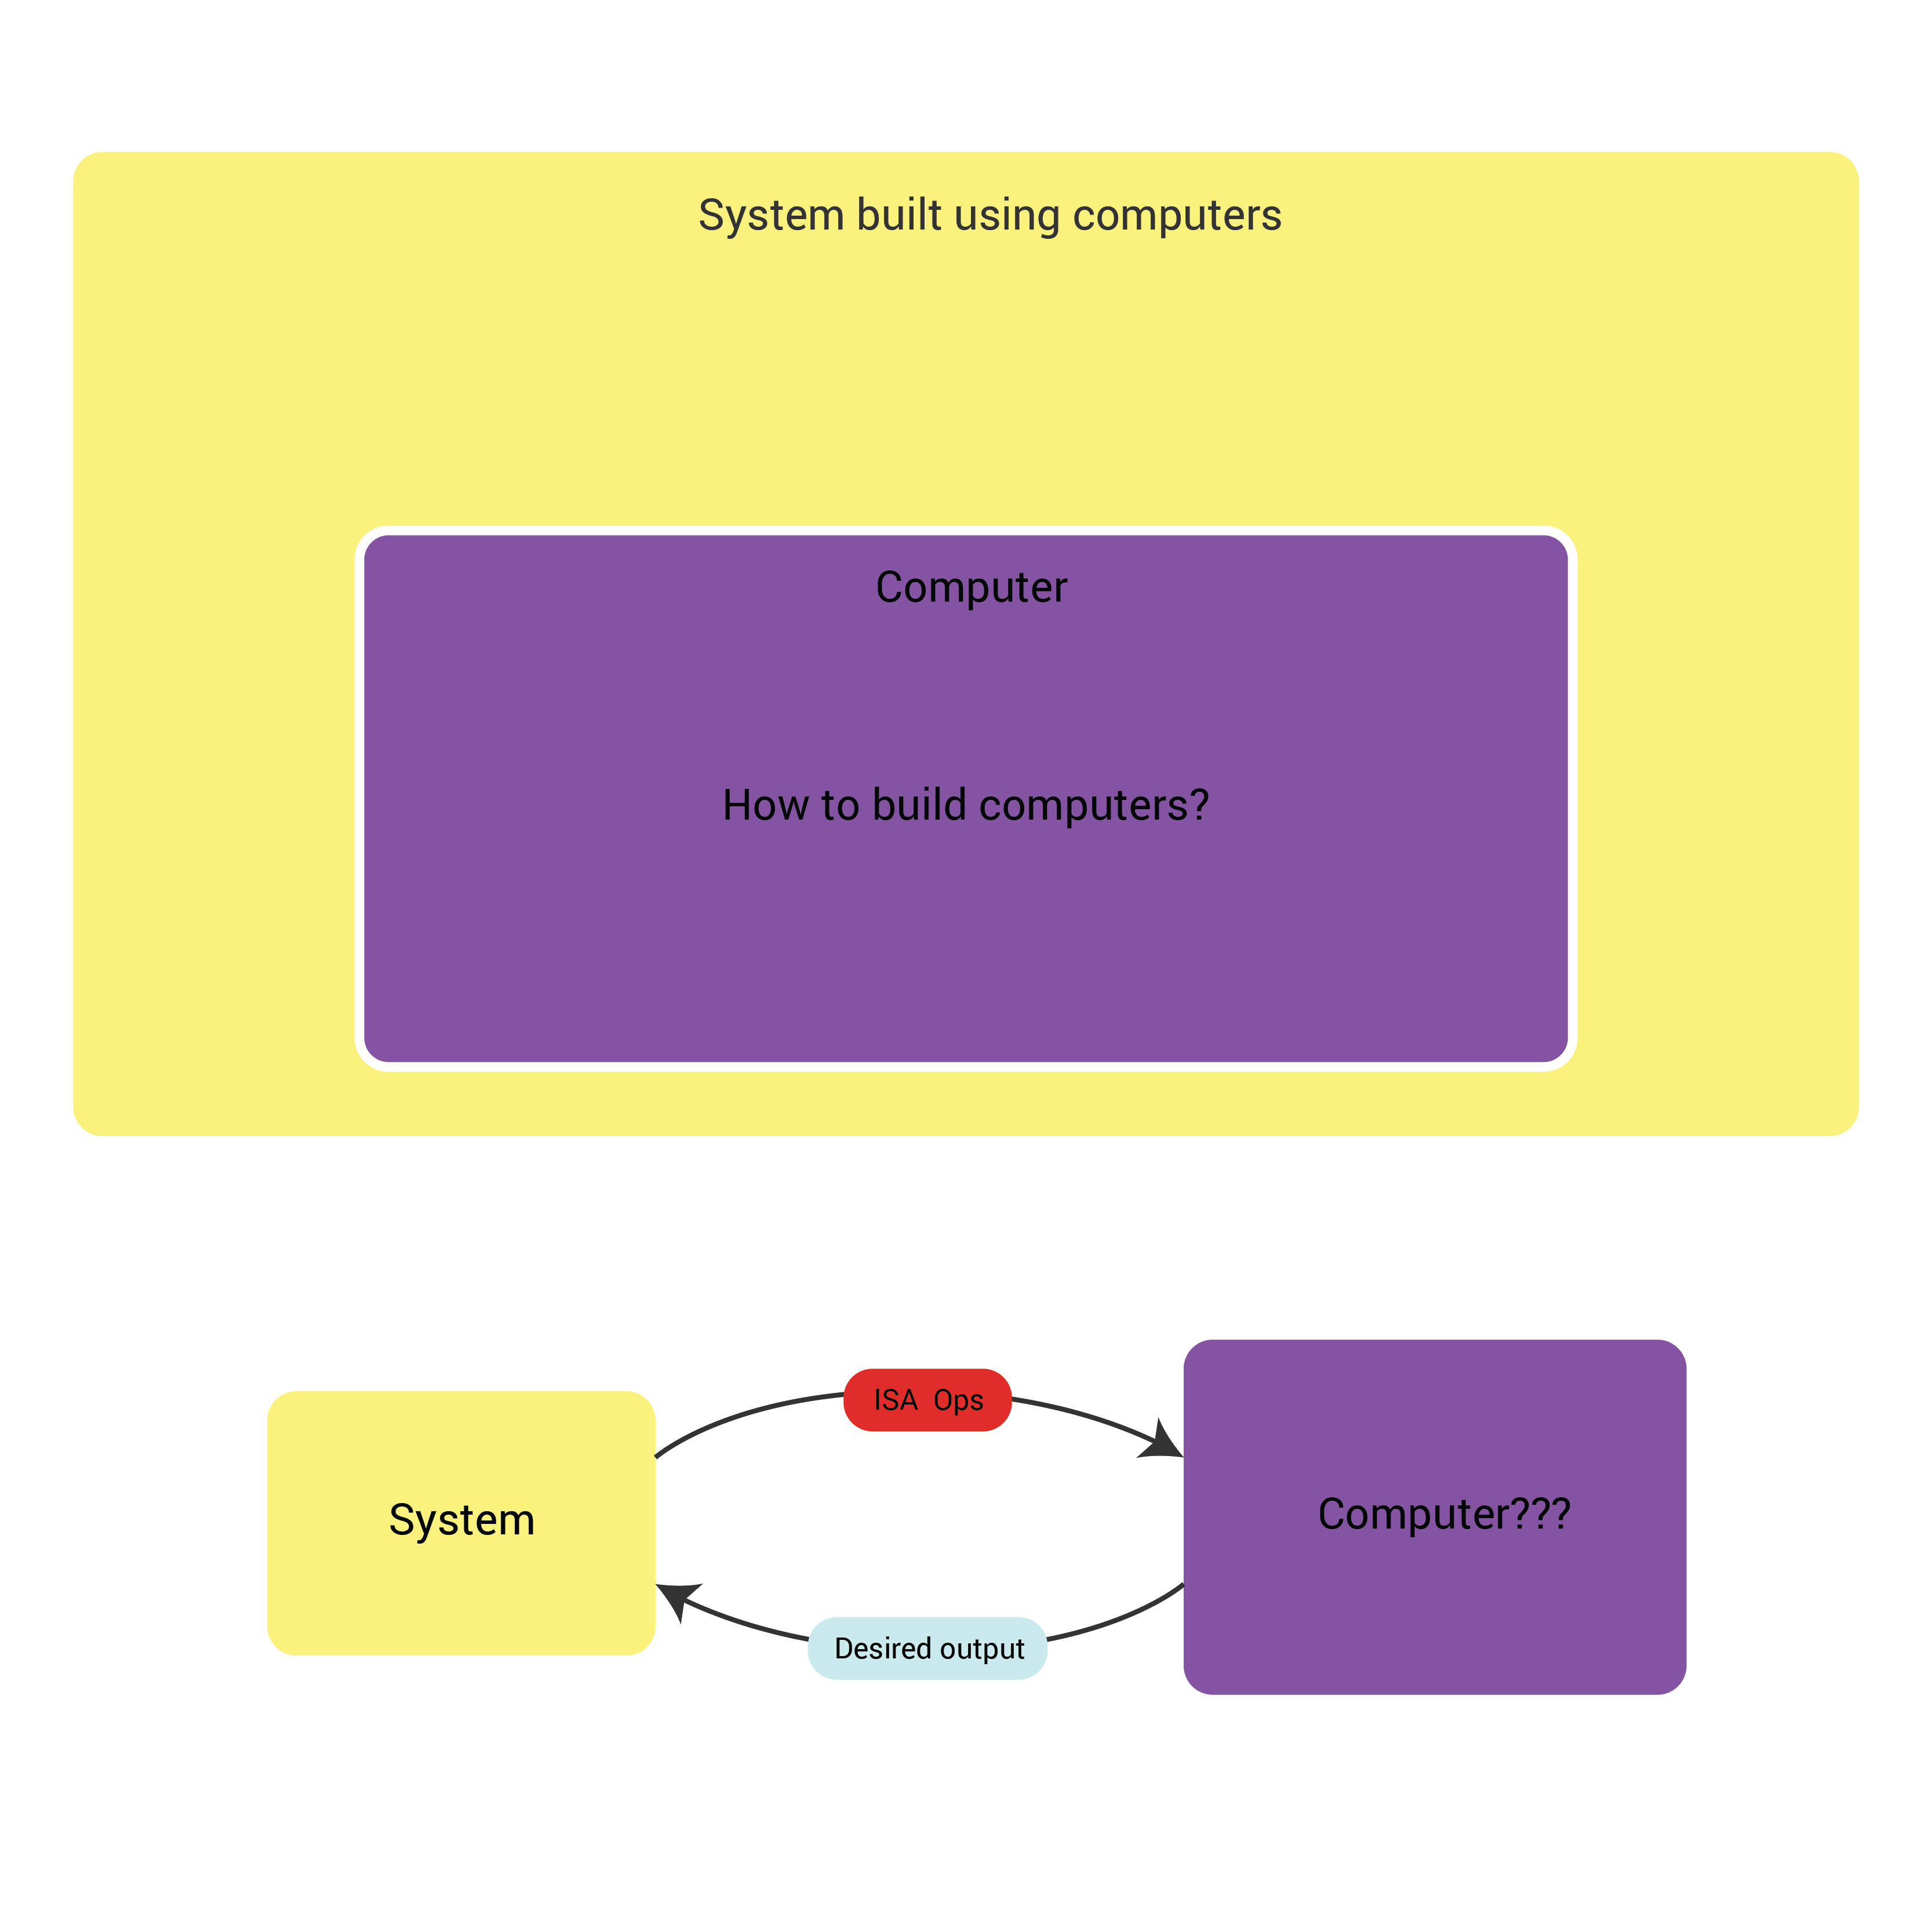 System built using computers
Computer
How to build computers?
ISA  Ops
System
Computer???
Desired output